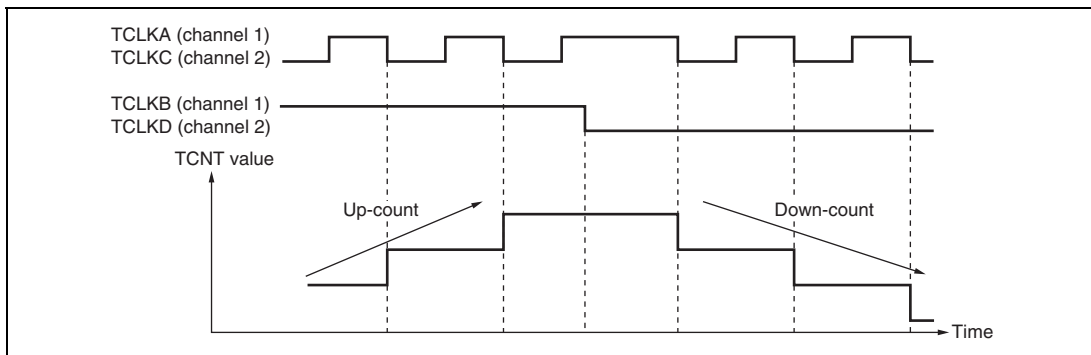 TCLKA (channel 1)
TCLKC (channel 2)
TCLKB (channel 1)
TCLKD (channel 2)
TCNT value
Up-count
Down-count
Time